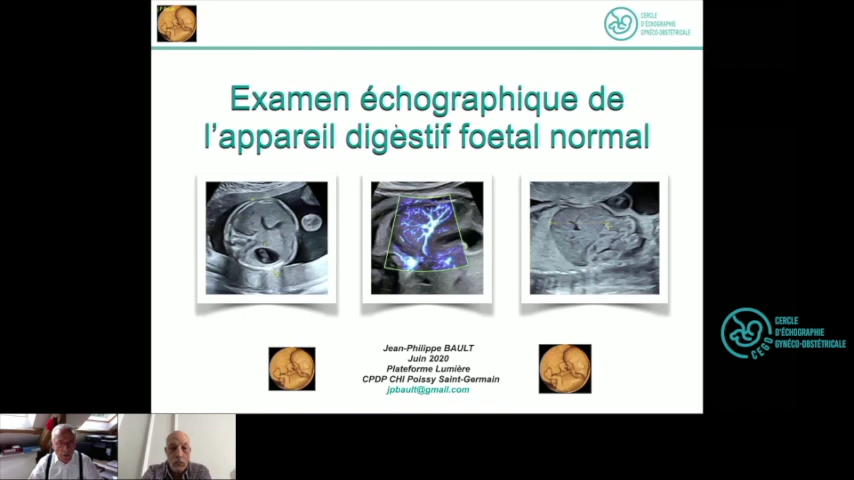 CERCLE
D'ÉCHOGRAPHIE
GYNÉCO-OBSTÉTRICALE
Examen échographique de
l'appareil digestif foetal normal
Jean-Philippe BAULT
Juin 2020
Plateforme Lumière
CPDP CHI Poissy Saint-Germain
jpbault@gmail.com
CERCLE
D'ÉCHOGRAPHIE
GYNÉCO-OBSTÉTRICALE
CEGO